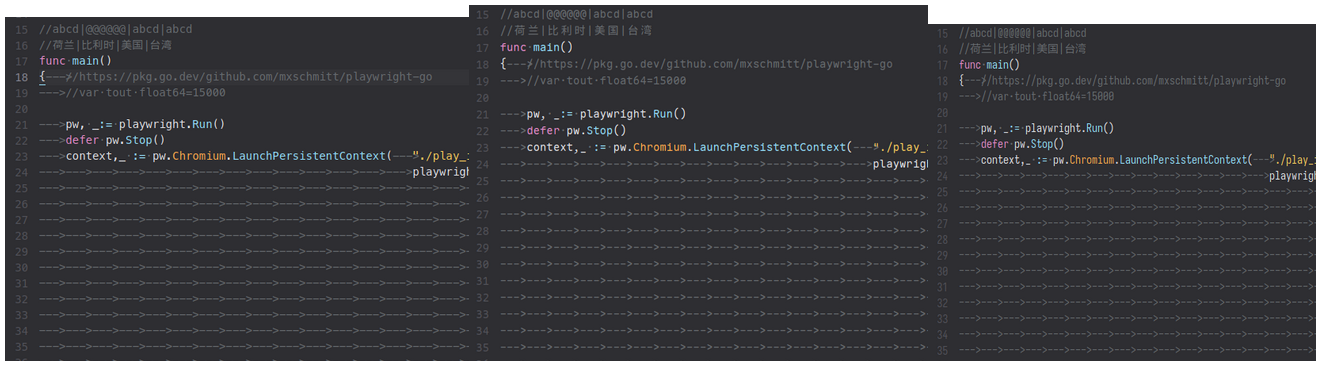 15 //abcd|@@@@@@|abcd|abcd
16 //荷兰|比利时|美国|台湾
17 func main()
18 { //https://pkg.go.dev/github.com/mxschmitt/playwright-go
19 //var·tout·float64=15000
20
21 pw,·_:=·playwright.Run()
22 defer·pw.Stop()
23 context,_·:=·pw.Chromium.LaunchPersistentContext( "./play_
24 playwrigh
25
26
27
28
29
30
31
32
33
34
35
15 //abcd|@@@@@@|abcd|abcd
16 //荷兰|比利时|美国|台湾
17 func main()
18 { //https://pkg.go.dev/github.com/mxschmitt/playwright-go
19 //var·tout·float64=15000
20
21 pw,·_:=·playwright.Run()
22 defer·pw.Stop()
23 context,_·:=·pw.Chromium.LaunchPersistentContext( "./play_
24 playwrigh
25
26
27
28
29
30
31
32
33
34
35
15 //abcd|@@@@@@|abcd|abcd
16 //荷兰|比利时|美国|台湾
17 func main()
18 { //https://pkg.go.dev/github.com/mxschmitt/playwright-go
19 //var·tout·float64=15000
20
21 pw,·_:=·playwright.Run()
22 defer·pw.Stop()
23 context,_·:=·pw.Chromium.LaunchPersistentContext( "./play_
24 playwrigh
25
26
27
28
29
30
31
32
33
34
35